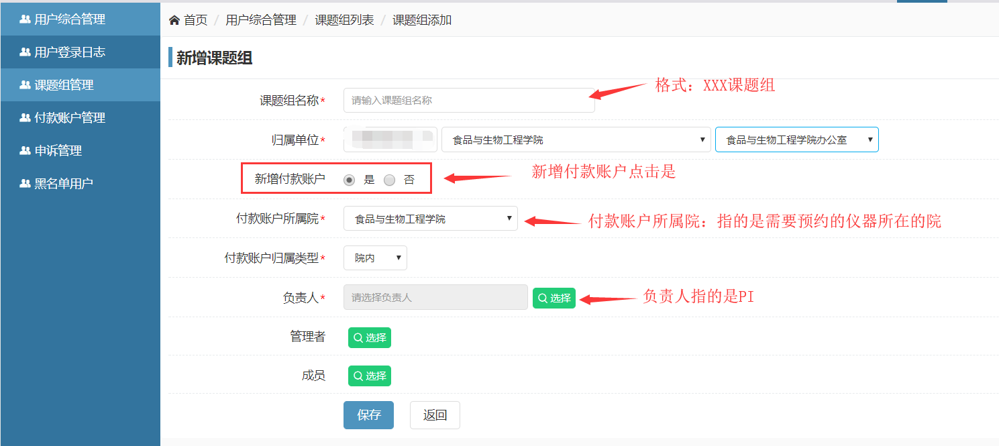 用户综合管理
用户登录日志
课题组管理
付款账户管理
申诉管理
黑名单用户
首页 / 用户综合管理 / 课题组列表 / 课题组添加
新增课题组
课题组名称* 请输入课题组名称 格式：XXX课题组
归属单位* 食品与生物工程学院 食品与生物工程学院办公室
新增付款账户 是 否 新增付款账户点击是
付款账户所属院* 食品与生物工程学院 付款账户所属院：指的是需要预约的仪器所在的院
付款账户归属类型* 院内
负责人* 请选择负责人 选择 负责人指的是PI
管理者 选择
成员 选择
保存 返回